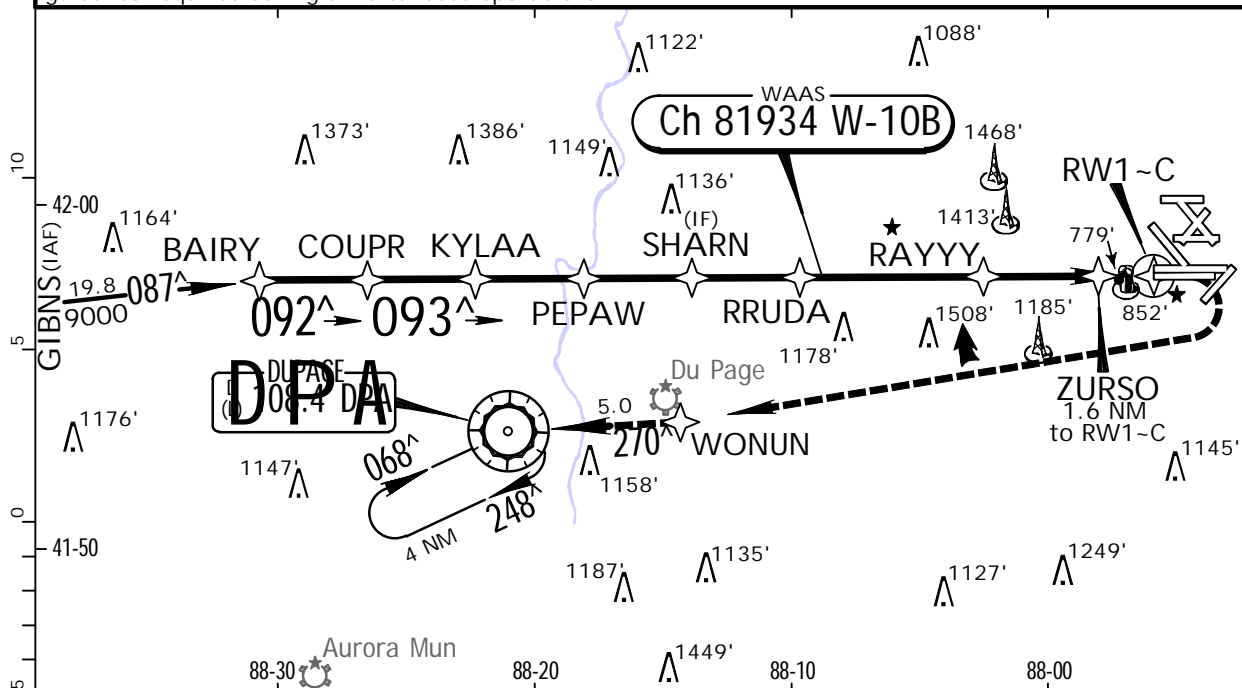 1122'
1088'
WAAS
Ch 81934 W-10B
1373'
1386'
1149'
1468'
10
1136'
RW1~C
42-00
(IF)
1413'
1164'
BAIRY
COUPR
KYLAA
SHARN
RAYYY
779'
GIBNS (IAF)
19.8
087^
9000
092^
093^
PEPAW
RRUDA
1508'
1185'
852'
5
1178'
DUPAGE
D
(L)
108.4 DPA
D P A
Du Page
ZURSO
1.6 NM
to RW1~C
5.0
270^
WONUN
1176'
068^
1147'
1158'
1145'
248^
4 NM
0
41-50
1187'
1135'
1127'
1249'
Aurora Mun
1449'
5
88-30
88-20
88-10
88-00